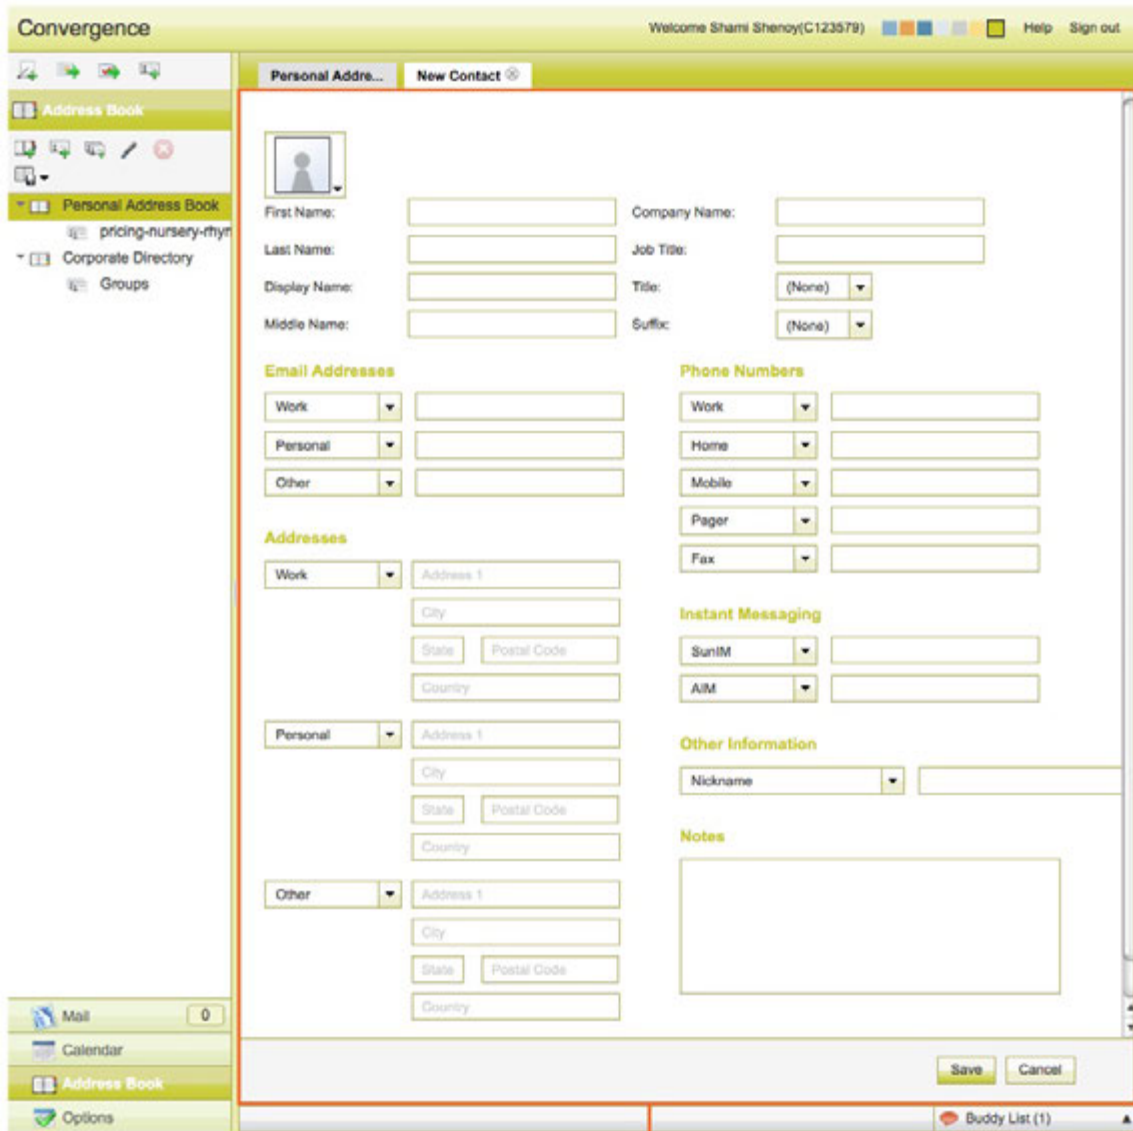 Convergence
Welcome Shami Shenoy(C123579)
Help
Sign out
Personal Addre...
New Contact
Address Book
Personal Address Book
pricing-nursery-rhyn
Corporate Directory
Groups
First Name:
Company Name:
Last Name:
Job Title:
Display Name:
Title:
(None)
Middle Name:
Suffix:
(None)
Email Addresses
Work
Personal
Other
Phone Numbers
Work
Home
Mobile
Pager
Fax
Addresses
Work
Address 1
City
State
Postal Code
Country
Personal
Address 1
City
State
Postal Code
Country
Other
Address 1
City
State
Postal Code
Country
Instant Messaging
SunIM
AIM
Other Information
Nickname
Notes
Mail
0
Calendar
Address Book
Options
Save
Cancel
Buddy List (1)